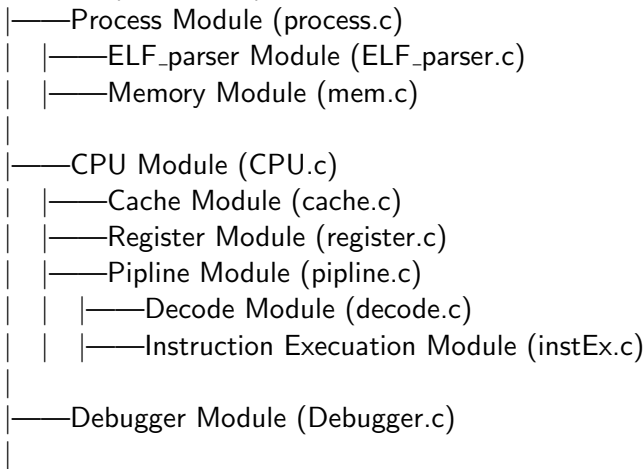 |——Process Module (process.c)
| |——ELF_parser Module (ELF_parser.c)
| |——Memory Module (mem.c)
|
|——CPU Module (CPU.c)
| |——Cache Module (cache.c)
| |——Register Module (register.c)
| |——Pipline Module (pipline.c)
| | |——Decode Module (decode.c)
| | |——Instruction Execuation Module (instEx.c)
|
|——Debugger Module (Debugger.c)
|